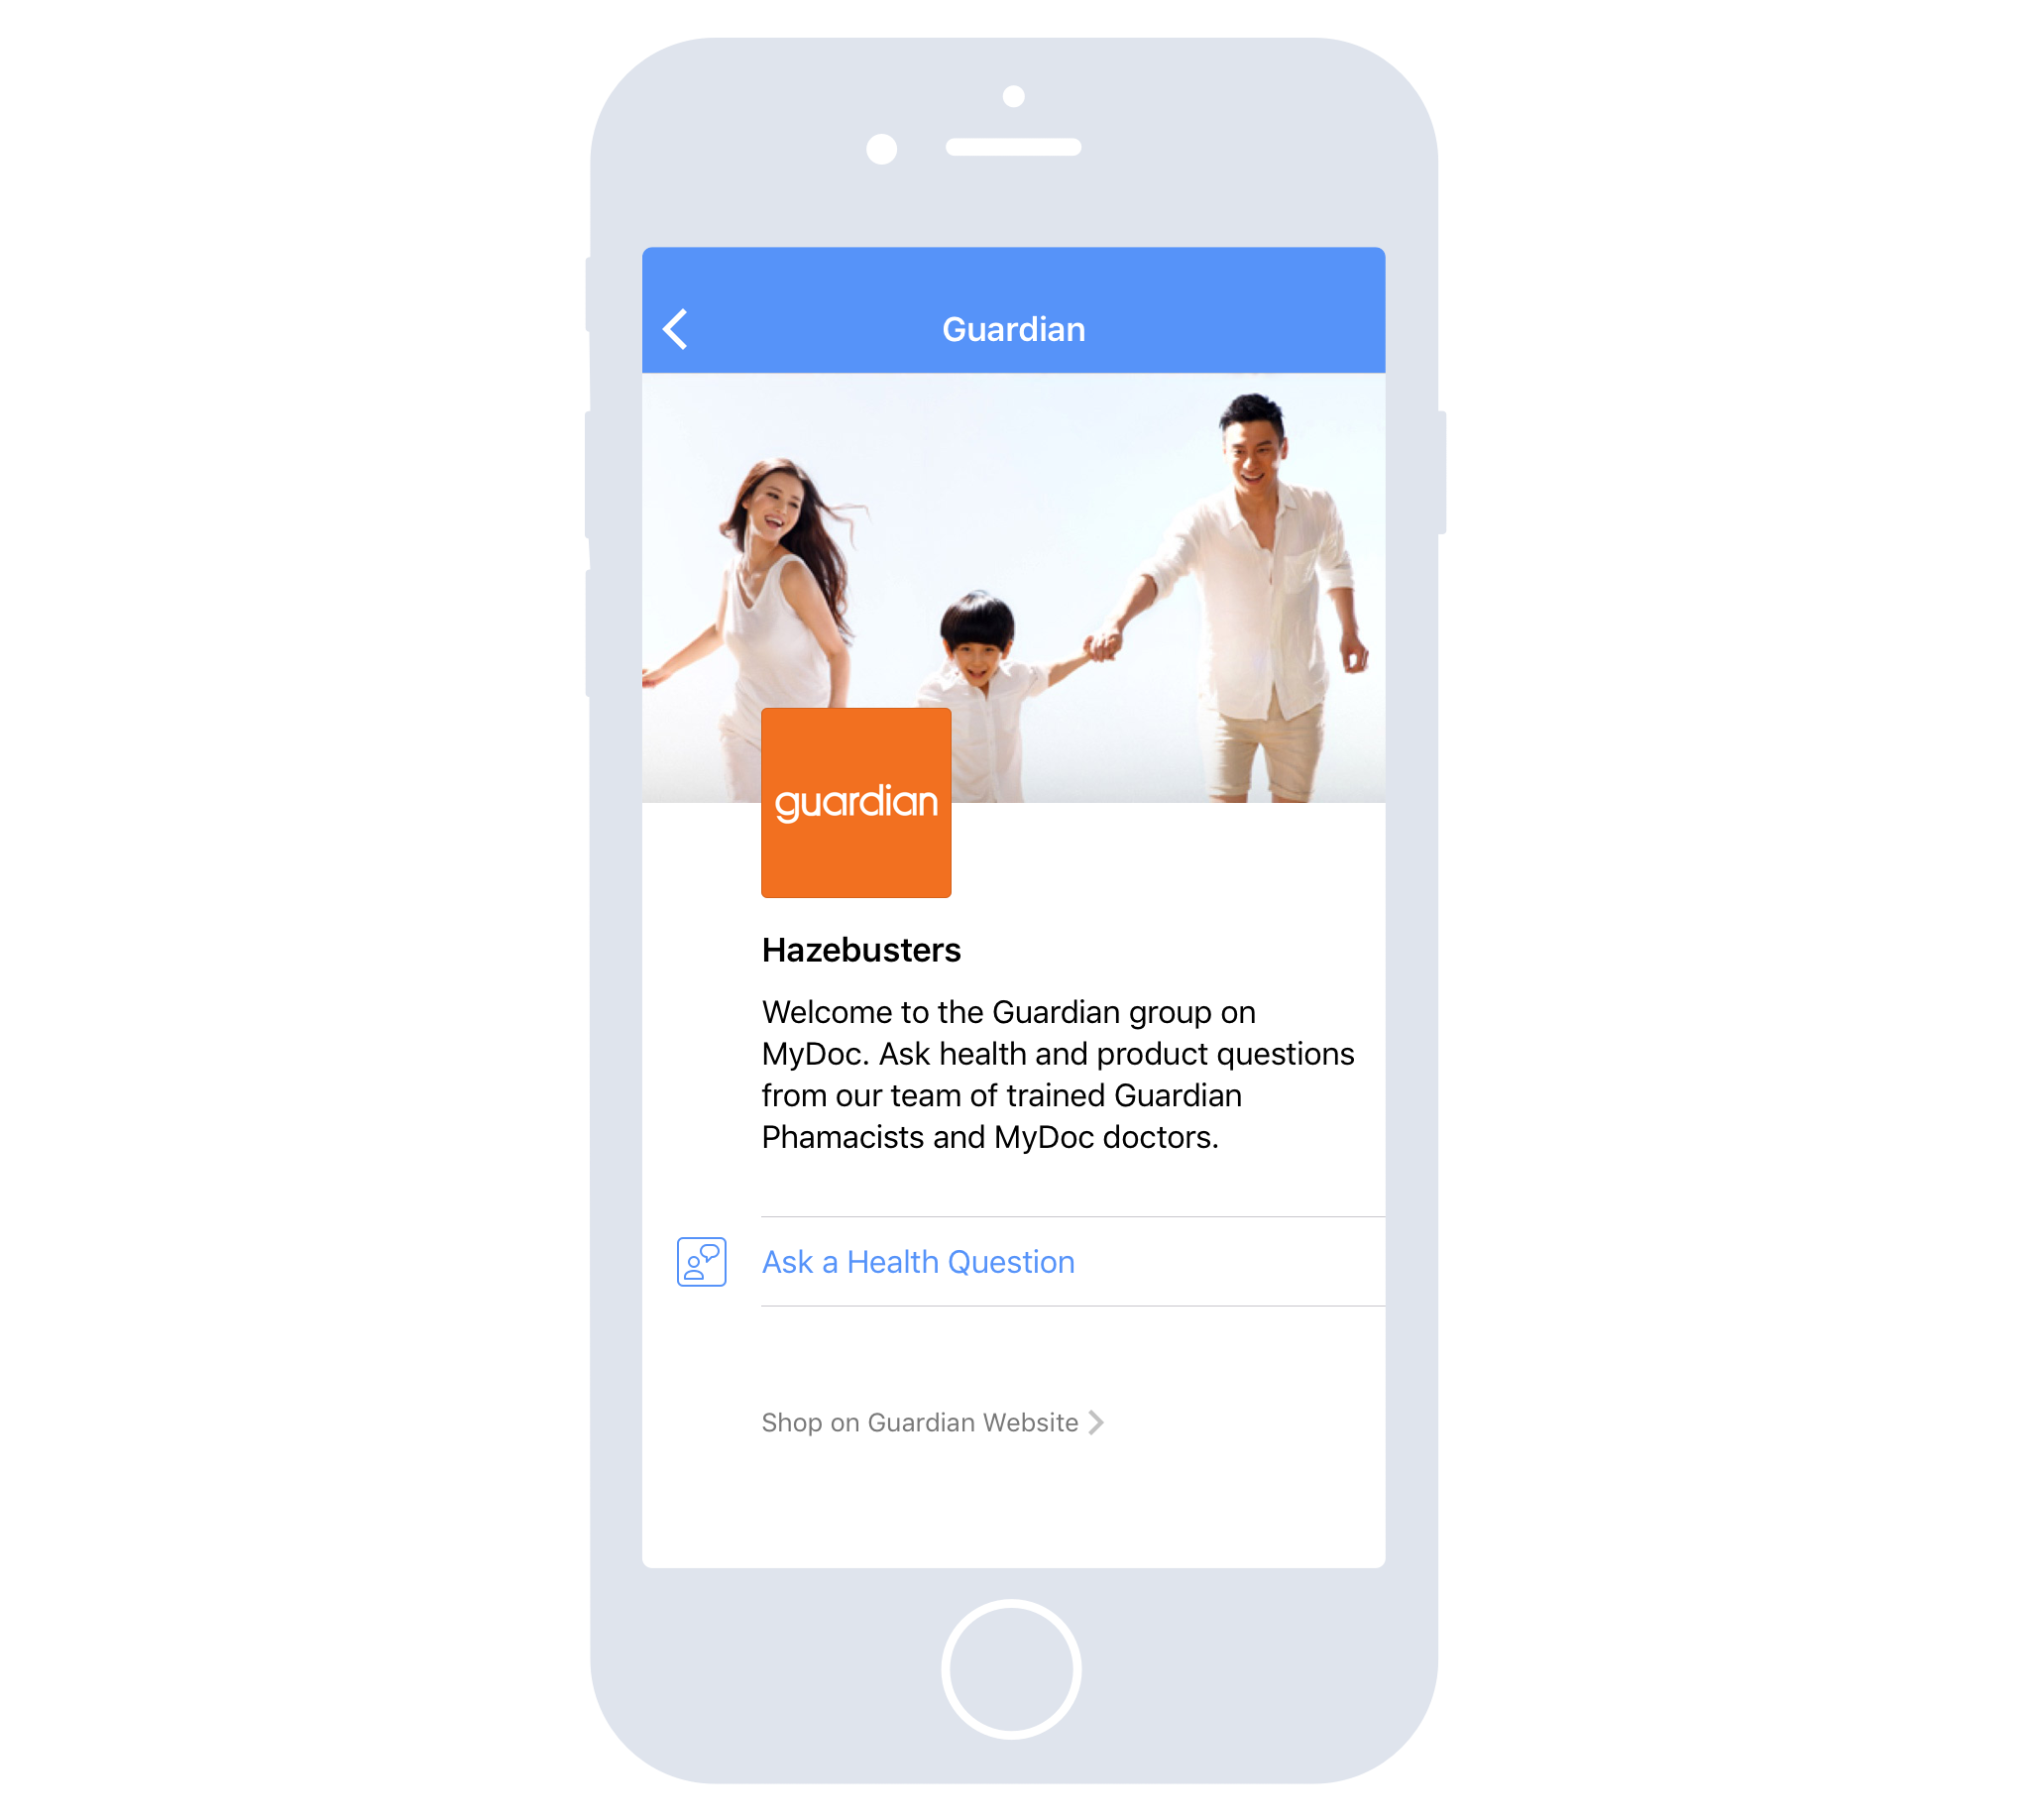 Guardian
guardian
Hazebusters
Welcome to the Guardian group on
MyDoc. Ask health and product questions
from our team of trained Guardian
Phamacists and MyDoc doctors.
Ask a Health Question
Shop on Guardian Website